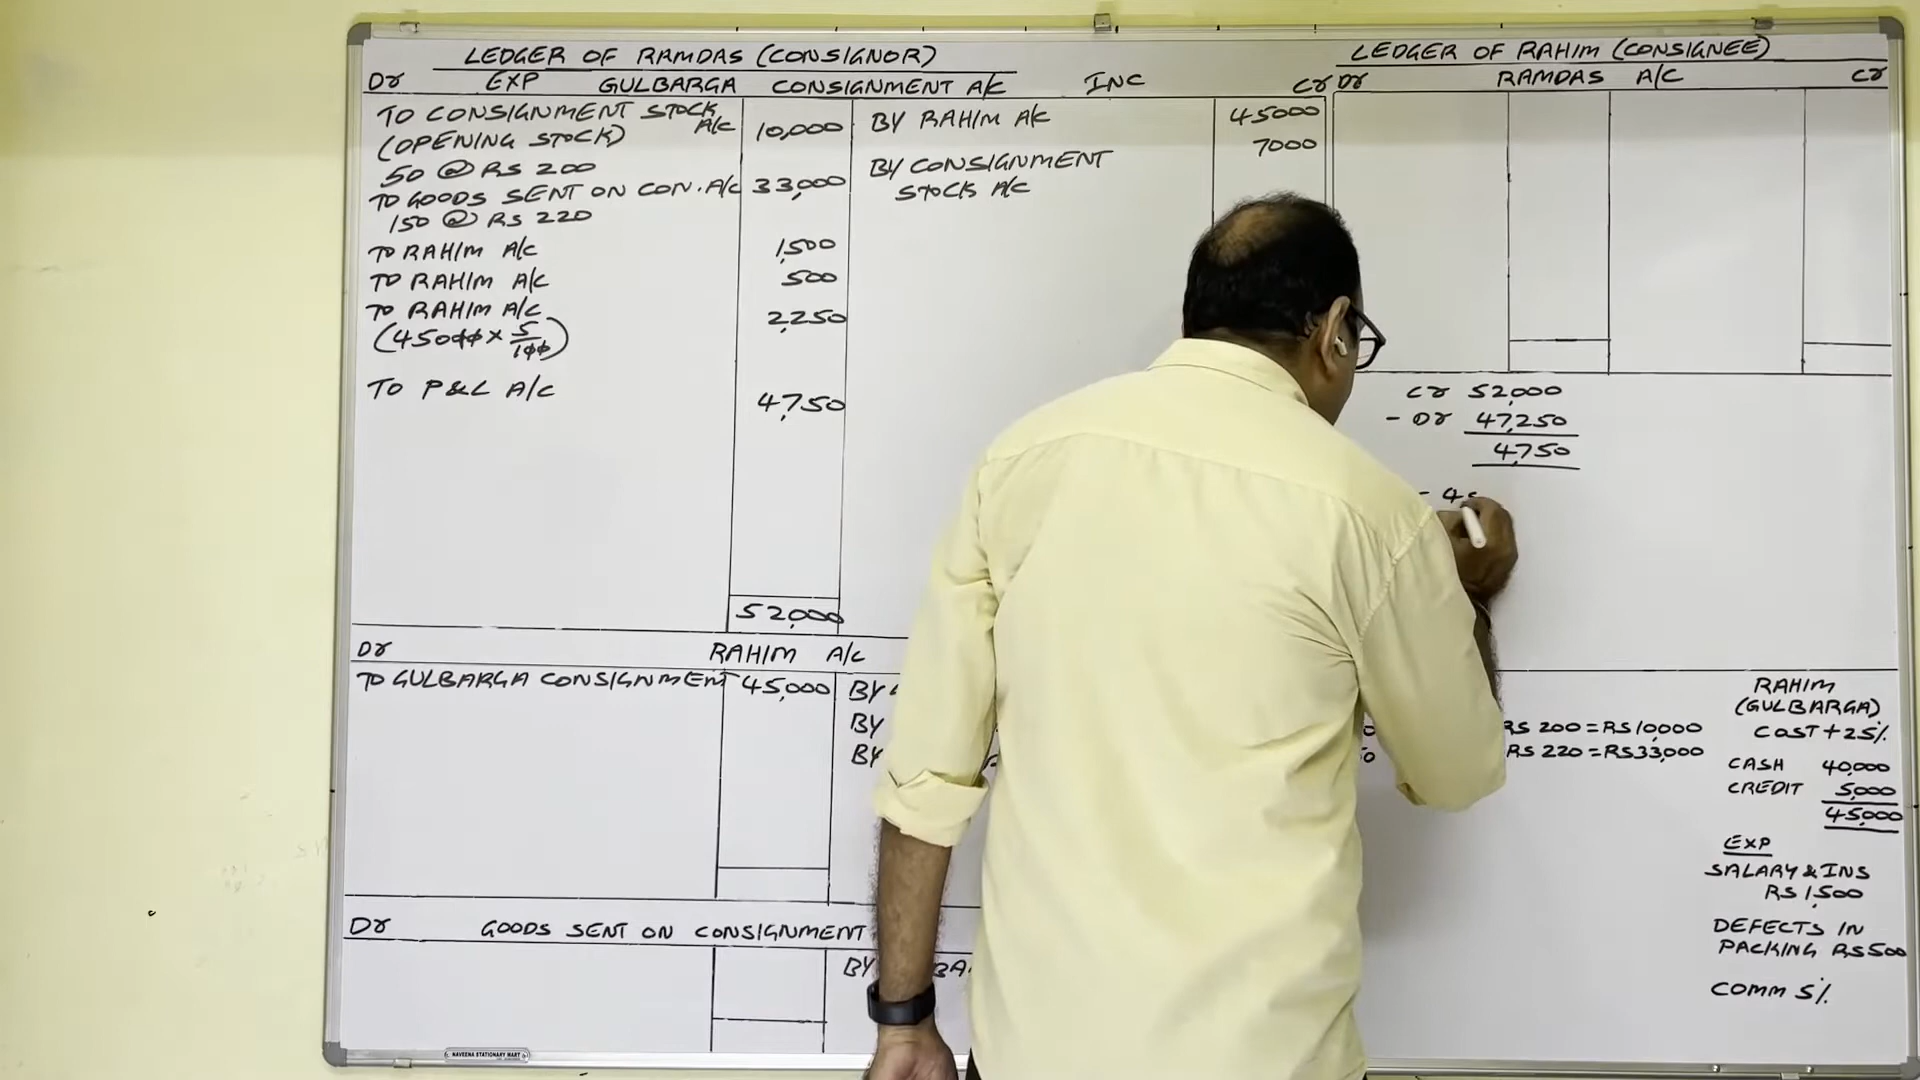 LEDGER OF RAMDAS (CONSIGNOR)
Dr EXP GULBARGA CONSIGNMENT A/C INC Cr
TO CONSIGNMENT STOCK A/C 10,000
(OPENING STOCK)
50 @ RS 200
TO GOODS SENT ON CON. A/C 33,000
150 @ RS 220
TO RAHIM A/C 1,500
TO RAHIM A/C 500
TO RAHIM A/C 2,250
(45000 × 5/100)
TO P&L A/C 4,750
52,000
BY RAHIM A/C 45000
BY CONSIGNMENT STOCK A/C 7000
LEDGER OF RAHIM (CONSIGNEE)
Dr RAMDAS A/C Cr
Cr 52,000
- Dr 47,250
4,750
Dr RAHIM A/C
TO GULBARGA CONSIGNMENT 45,000
BY
BY
BY
Dr GOODS SENT ON CONSIGNMENT
BY
RS 200 = RS 10,000
RS 220 = RS 33,000
RAHIM
(GULBARGA)
COST + 25%
CASH 40,000
CREDIT 5,000
45,000
EXP
SALARY & INS
RS 1,500
DEFECTS IN
PACKING RS 500
COMM 5%
NAVEENA STATIONARY MART